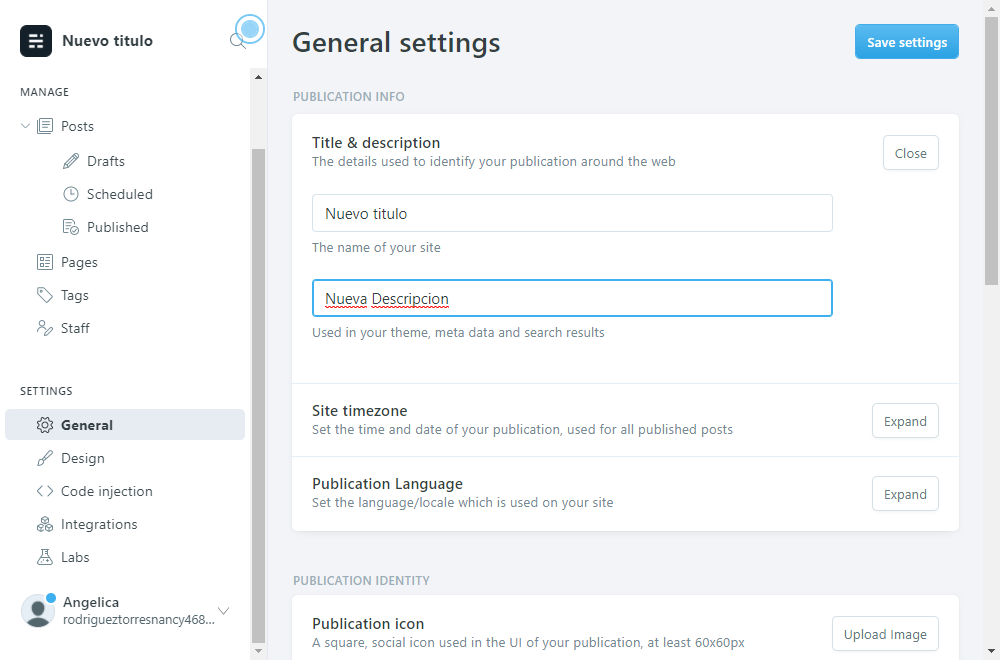 Nuevo titulo
MANAGE
Posts
Drafts
Scheduled
Published
Pages
Tags
Staff
SETTINGS
General
Design
Code injection
Integrations
Labs
Angelica
rodrigueztorresnancy468...
General settings
Save settings
PUBLICATION INFO
Title & description
The details used to identify your publication around the web
Close
Nuevo titulo
The name of your site
Nueva Descripcion
Used in your theme, meta data and search results
Site timezone
Set the time and date of your publication, used for all published posts
Expand
Publication Language
Set the language/locale which is used on your site
Expand
PUBLICATION IDENTITY
Publication icon
A square, social icon used in the UI of your publication, at least 60x60px
Upload Image